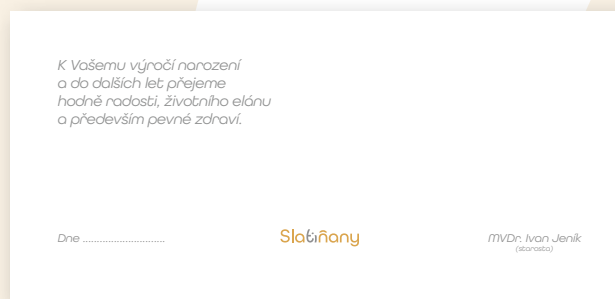 K Vašemu výročí narození
a do dalších let přejeme
hodně radosti, životního elánu
a především pevné zdraví.
Dne ............................
Slatiňany
MVDr. Ivan Jeník
(starosta)